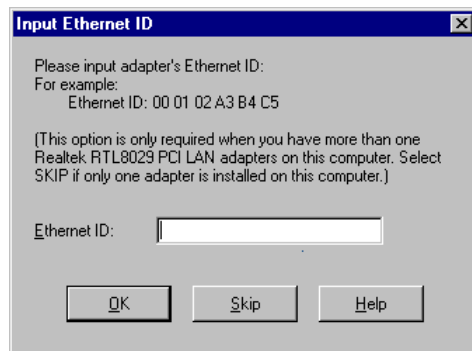 Input Ethernet ID
Please input adapter's Ethernet ID:
For example:
Ethernet ID: 00 01 02 A3 B4 C5
(This option is only required when you have more than one
Realtek RTL8029 PCI LAN adapters on this computer. Select
SKIP if only one adapter is installed on this computer.)
Ethernet ID:
OK Skip Help